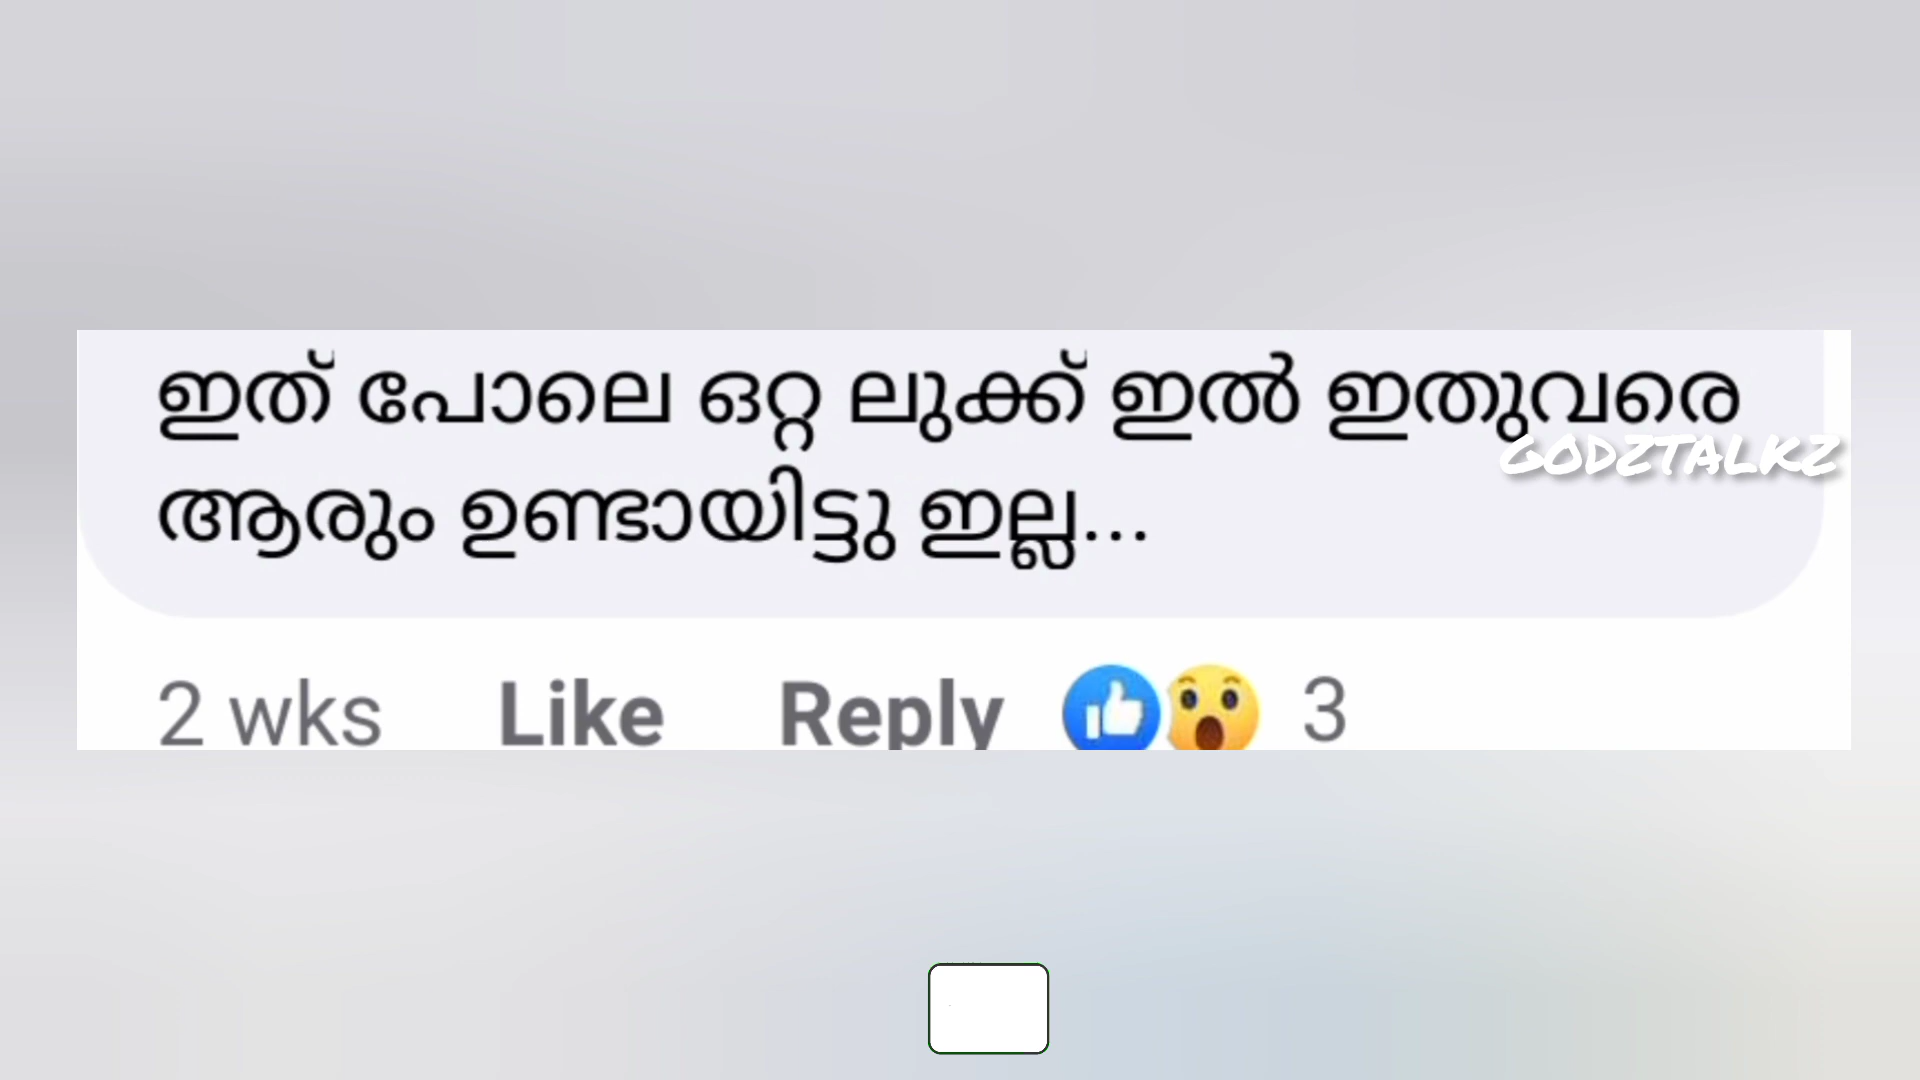 ഇത് പോലെ ഒറ്റ ലുക്ക് ഇൽ ഇതുവരെ
GODZTALKZ
ആരും ഉണ്ടായിട്ടു ഇല്ല...
2 wks Like Reply 3